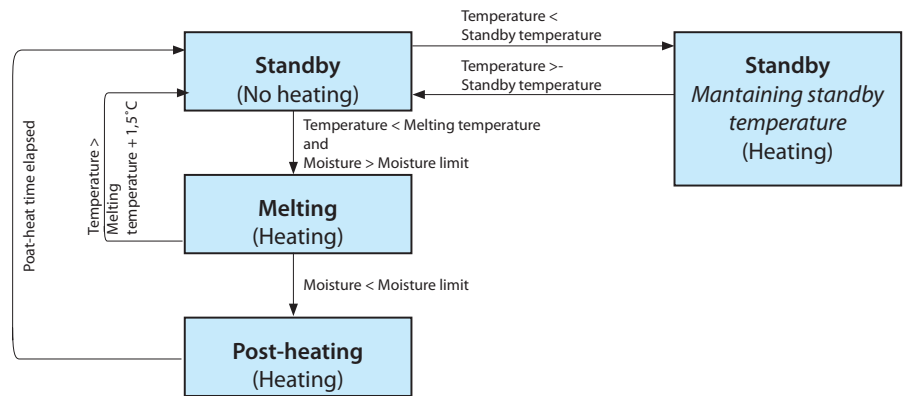 Temperature <
Standby temperature
Standby
(No heating)
Temperature >-
Standby temperature
Standby
Mantaining standby
temperature
(Heating)
Temperature < Melting temperature
and
Moisture > Moisture limit
Poat-heat time elapsed
Temperature >
Melting
temperature + 1,5˚C
Melting
(Heating)
Moisture < Moisture limit
Post-heating
(Heating)